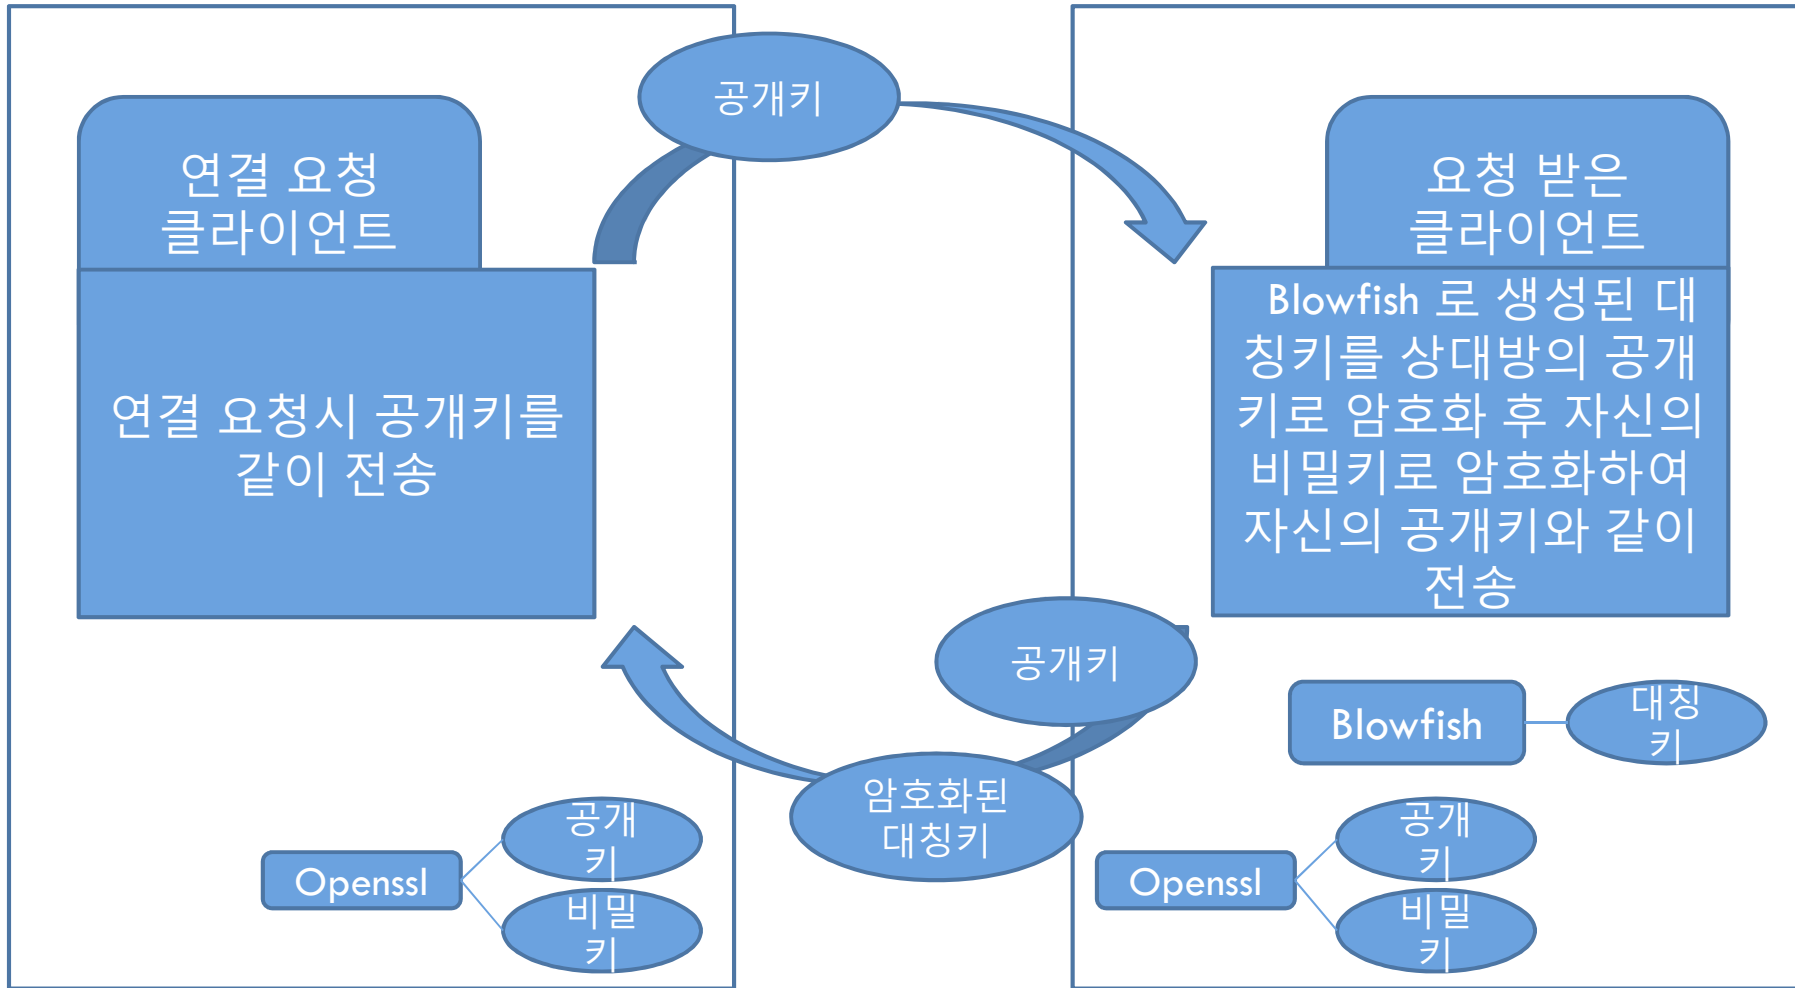 공개키
연결 요청
클라이언트
요청 받은
클라이언트
연결 요청시 공개키를
같이 전송
Blowfish 로 생성된 대
칭키를 상대방의 공개
키로 암호화 후 자신의
비밀키로 암호화하여
자신의 공개키와 같이
전송
공개키
암호화된
대칭키
Blowfish
대칭
키
Openssl
공개
키
비밀
키
Openssl
공개
키
비밀
키